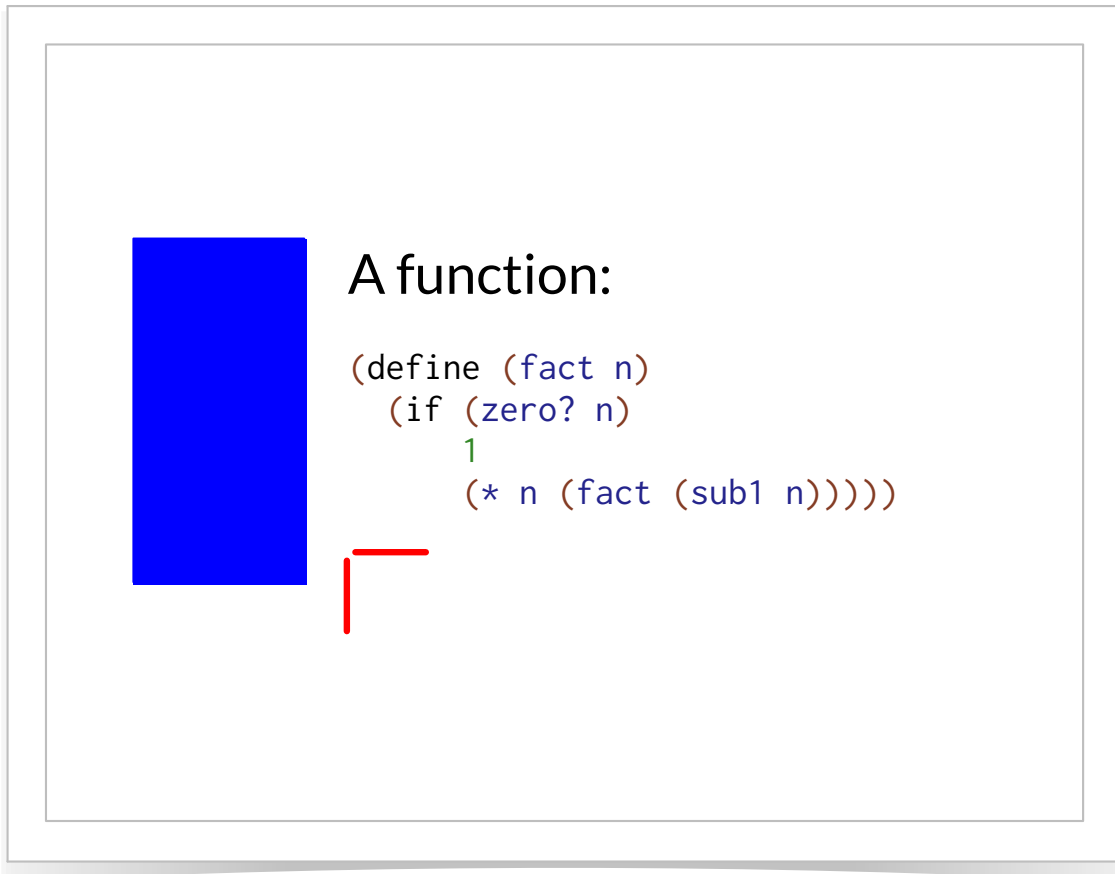 A function:
(define (fact n)
  (if (zero? n)
      1
      (* n (fact (sub1 n)))))